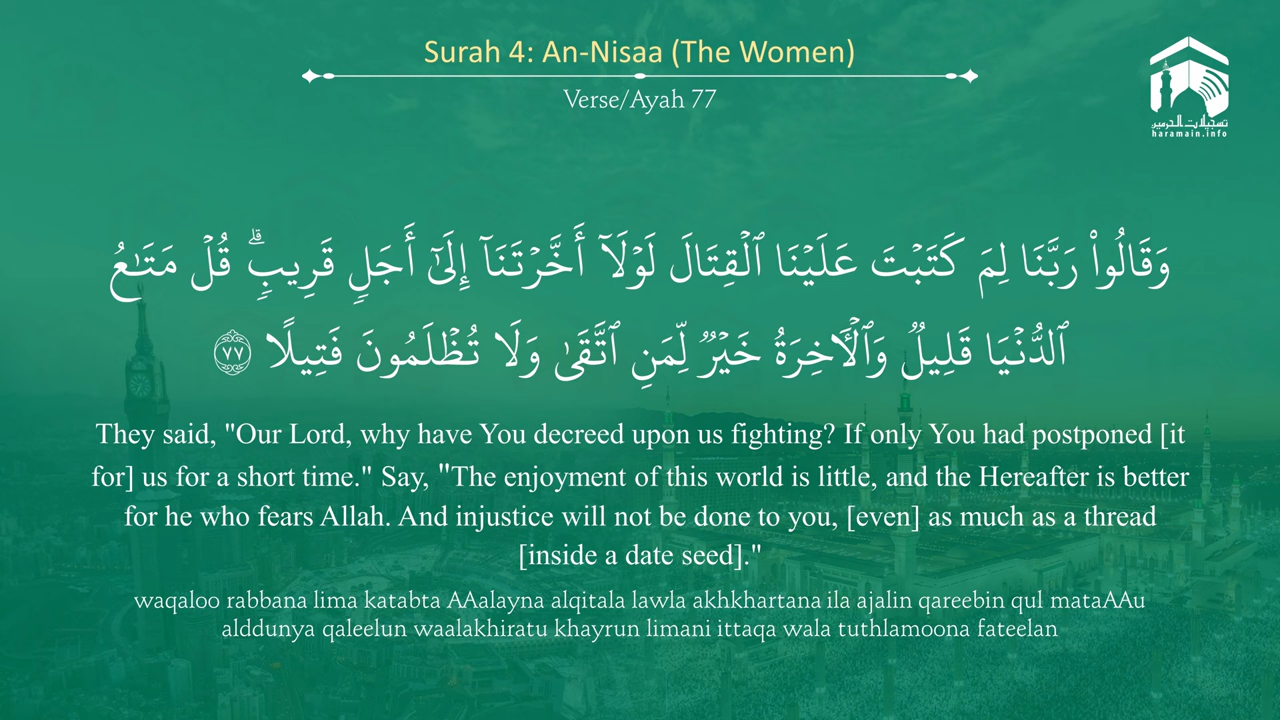 Surah 4: An-Nisaa (The Women)
Verse/Ayah 77
تسجيلات الحرمين
haramain.info
وَقَالُوا۟ رَبَّنَا لِمَ كَتَبْتَ عَلَيْنَا ٱلْقِتَالَ لَوْلَآ أَخَّرْتَنَآ إِلَىٰٓ أَجَلٍۢ قَرِيبٍۢ ۗ قُلْ مَتَـٰعُ
ٱلدُّنْيَا قَلِيلٌۭ وَٱلْـَٔاخِرَةُ خَيْرٌۭ لِّمَنِ ٱتَّقَىٰ وَلَا تُظْلَمُونَ فَتِيلًا ٧٧
They said, "Our Lord, why have You decreed upon us fighting? If only You had postponed [it
for] us for a short time." Say, "The enjoyment of this world is little, and the Hereafter is better
for he who fears Allah. And injustice will not be done to you, [even] as much as a thread
[inside a date seed]."
waqaloo rabbana lima katabta AAalayna alqitala lawla akhkhartana ila ajalin qareebin qul mataAAu
alddunya qaleelun waalakhiratu khayrun limani ittaqa wala tuthlamoona fateelan